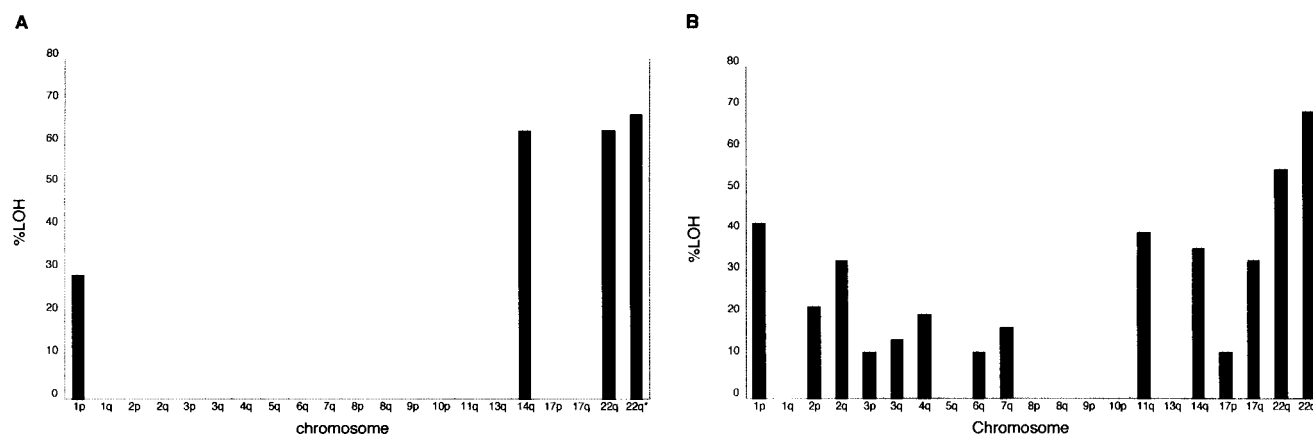 A
80
70
60
50
40
30
20
10
0
%LOH
1p 1q 2p 2q 3p 3q 4q 5q 6q 7q 8p 8q 9p 10p 11q 13q 14q 17p 17q 22q 22q*
chromosome
B
80
70
60
50
40
30
20
10
0
%LOH
1p 1q 2p 2q 3p 3q 4q 5q 6q 7q 8p 8q 9p 10p 11q 13q 14q 17p 17q 22q 22q
Chromosome